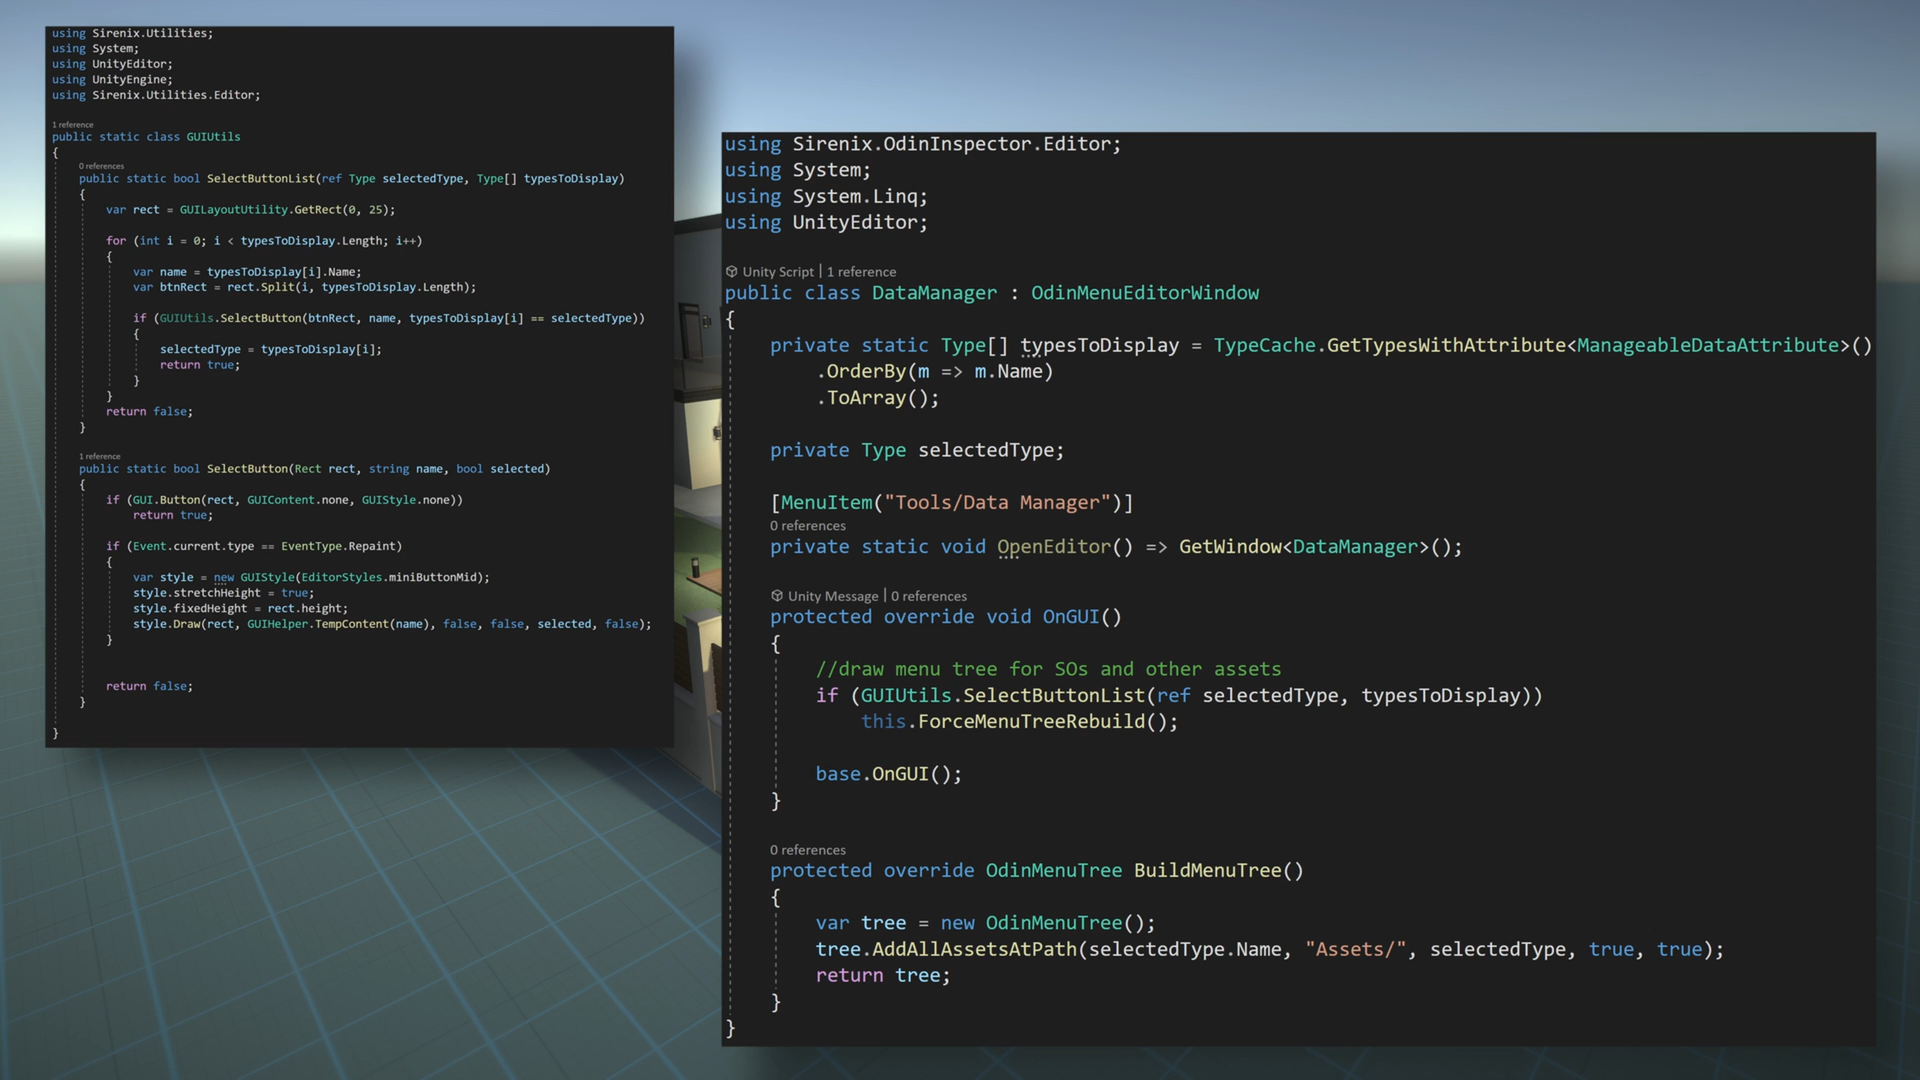 using Sirenix.Utilities;
using System;
using UnityEditor;
using UnityEngine;
using Sirenix.Utilities.Editor;
1 reference
public static class GUIUtils
{
0 references
public static bool SelectButtonList(ref Type selectedType, Type[] typesToDisplay)
{
var rect = GUILayoutUtility.GetRect(0, 25);
for (int i = 0; i < typesToDisplay.Length; i++)
{
var name = typesToDisplay[i].Name;
var btnRect = rect.Split(i, typesToDisplay.Length);
if (GUIUtils.SelectButton(btnRect, name, typesToDisplay[i] == selectedType))
{
selectedType = typesToDisplay[i];
return true;
}
}
return false;
}
1 reference
public static bool SelectButton(Rect rect, string name, bool selected)
{
if (GUI.Button(rect, GUIContent.none, GUIStyle.none))
return true;
if (Event.current.type == EventType.Repaint)
{
var style = new GUIStyle(EditorStyles.miniButtonMid);
style.stretchHeight = true;
style.fixedHeight = rect.height;
style.Draw(rect, GUIHelper.TempContent(name), false, false, selected, false);
}
return false;
}
}
using Sirenix.OdinInspector.Editor;
using System;
using System.Linq;
using UnityEditor;
Unity Script | 1 reference
public class DataManager : OdinMenuEditorWindow
{
private static Type[] typesToDisplay = TypeCache.GetTypesWithAttribute<ManageableDataAttribute>()
.OrderBy(m => m.Name)
.ToArray();
private Type selectedType;
[MenuItem("Tools/Data Manager")]
0 references
private static void OpenEditor() => GetWindow<DataManager>();
Unity Message | 0 references
protected override void OnGUI()
{
//draw menu tree for SOs and other assets
if (GUIUtils.SelectButtonList(ref selectedType, typesToDisplay))
this.ForceMenuTreeRebuild();
base.OnGUI();
}
0 references
protected override OdinMenuTree BuildMenuTree()
{
var tree = new OdinMenuTree();
tree.AddAllAssetsAtPath(selectedType.Name, "Assets/", selectedType, true, true);
return tree;
}
}